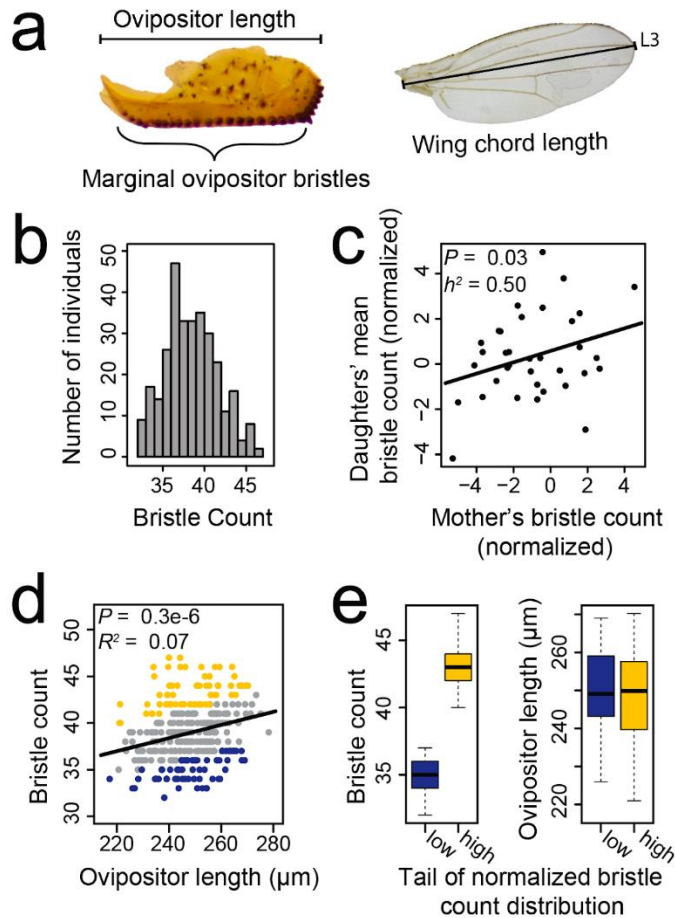 a
Ovipositor length
Marginal ovipositor bristles
L3
Wing chord length
b
Number of individuals
0 10 20 30 40 50
35 40 45
Bristle Count
c
P = 0.03
h² = 0.50
Daughters' mean
bristle count (normalized)
−4 −2 0 2 4
−4 −2 0 2 4
Mother's bristle count
(normalized)
d
P = 0.3e-6
R² = 0.07
Bristle count
30 35 40 45 50
220 240 260 280
Ovipositor length (µm)
e
Bristle count
35 40 45
low high
Ovipositor length (µm)
220 240 260
low high
Tail of normalized bristle
count distribution